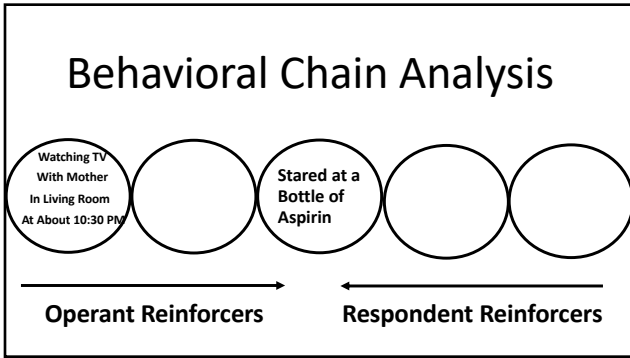 Behavioral Chain Analysis
Watching TV
With Mother
In Living Room
At About 10:30 PM
Stared at a
Bottle of
Aspirin
Operant Reinforcers
Respondent Reinforcers